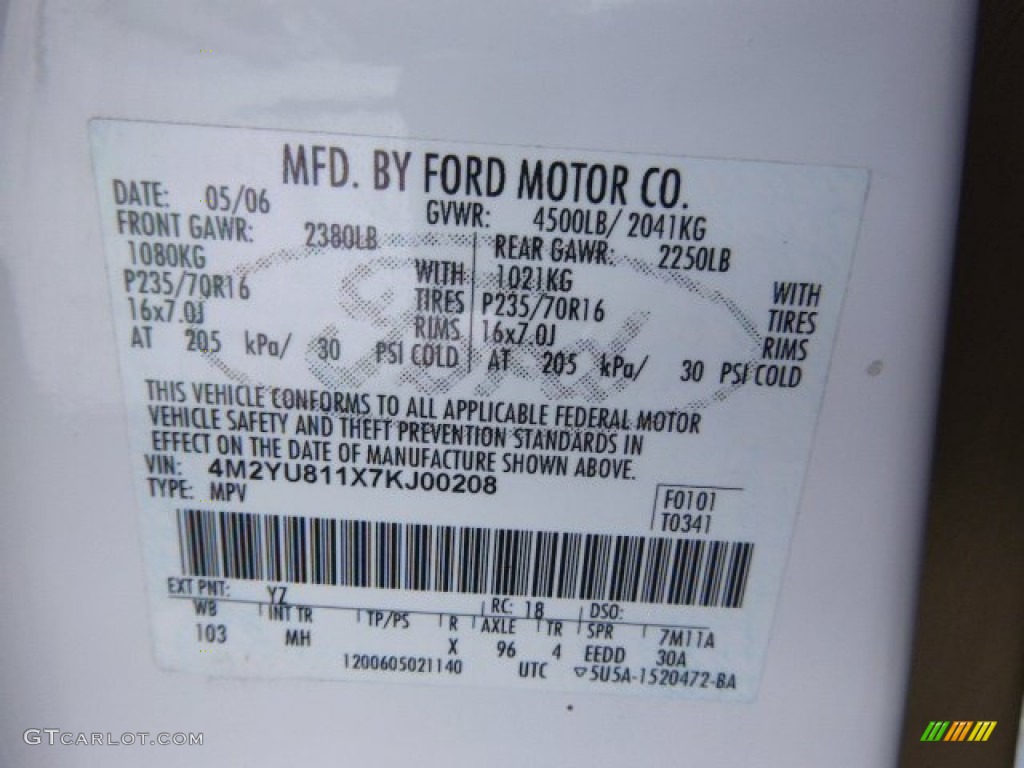 MFD. BY FORD MOTOR CO.
DATE: 05/06 GVWR: 4500LB/ 2041KG
FRONT GAWR: 2380LB REAR GAWR: 2250LB
1080KG WITH 1021KG WITH
P235/70R16 TIRES P235/70R16 TIRES
16x7.0J RIMS 16x7.0J RIMS
AT 205 kPa/ 30 PSI COLD AT 205 kPa/ 30 PSI COLD
Ford
THIS VEHICLE CONFORMS TO ALL APPLICABLE FEDERAL MOTOR
VEHICLE SAFETY AND THEFT PREVENTION STANDARDS IN
EFFECT ON THE DATE OF MANUFACTURE SHOWN ABOVE.
VIN: 4M2YU811X7KJ00208
TYPE: MPV
F0101
T0341
EXT PNT: YZ RC: 18 DSO:
WB INT TR TP/PS R AXLE TR SPR 7M11A
103 MH X 96 4 EEDD 30A
1200605021140 UTC ▽5U5A-1520472-BA
GTCARLOT.COM